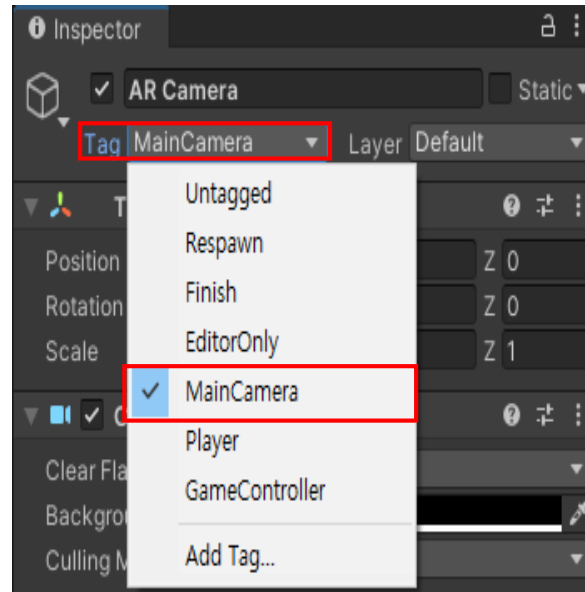 Inspector
AR Camera
Static
Tag MainCamera Layer Default
Untagged
T
Respawn
Position Z 0
Finish
Rotation Z 0
EditorOnly
Scale Z 1
MainCamera
C
Player
Clear Fla
GameController
Backgrou
Culling M
Add Tag...